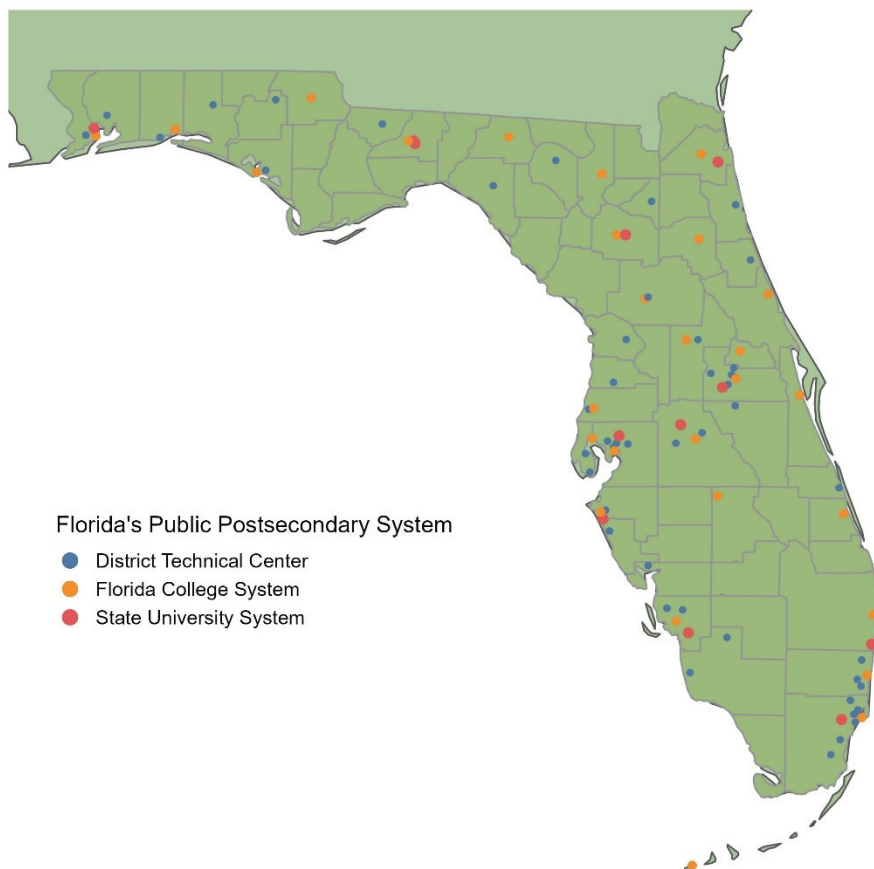 Florida's Public Postsecondary System
District Technical Center
Florida College System
State University System